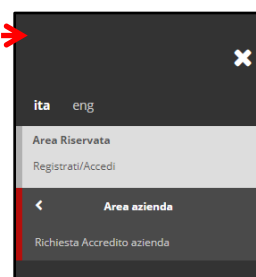 ita eng
Area Riservata
Registrati/Accedi
Area azienda
Richiesta Accredito azienda